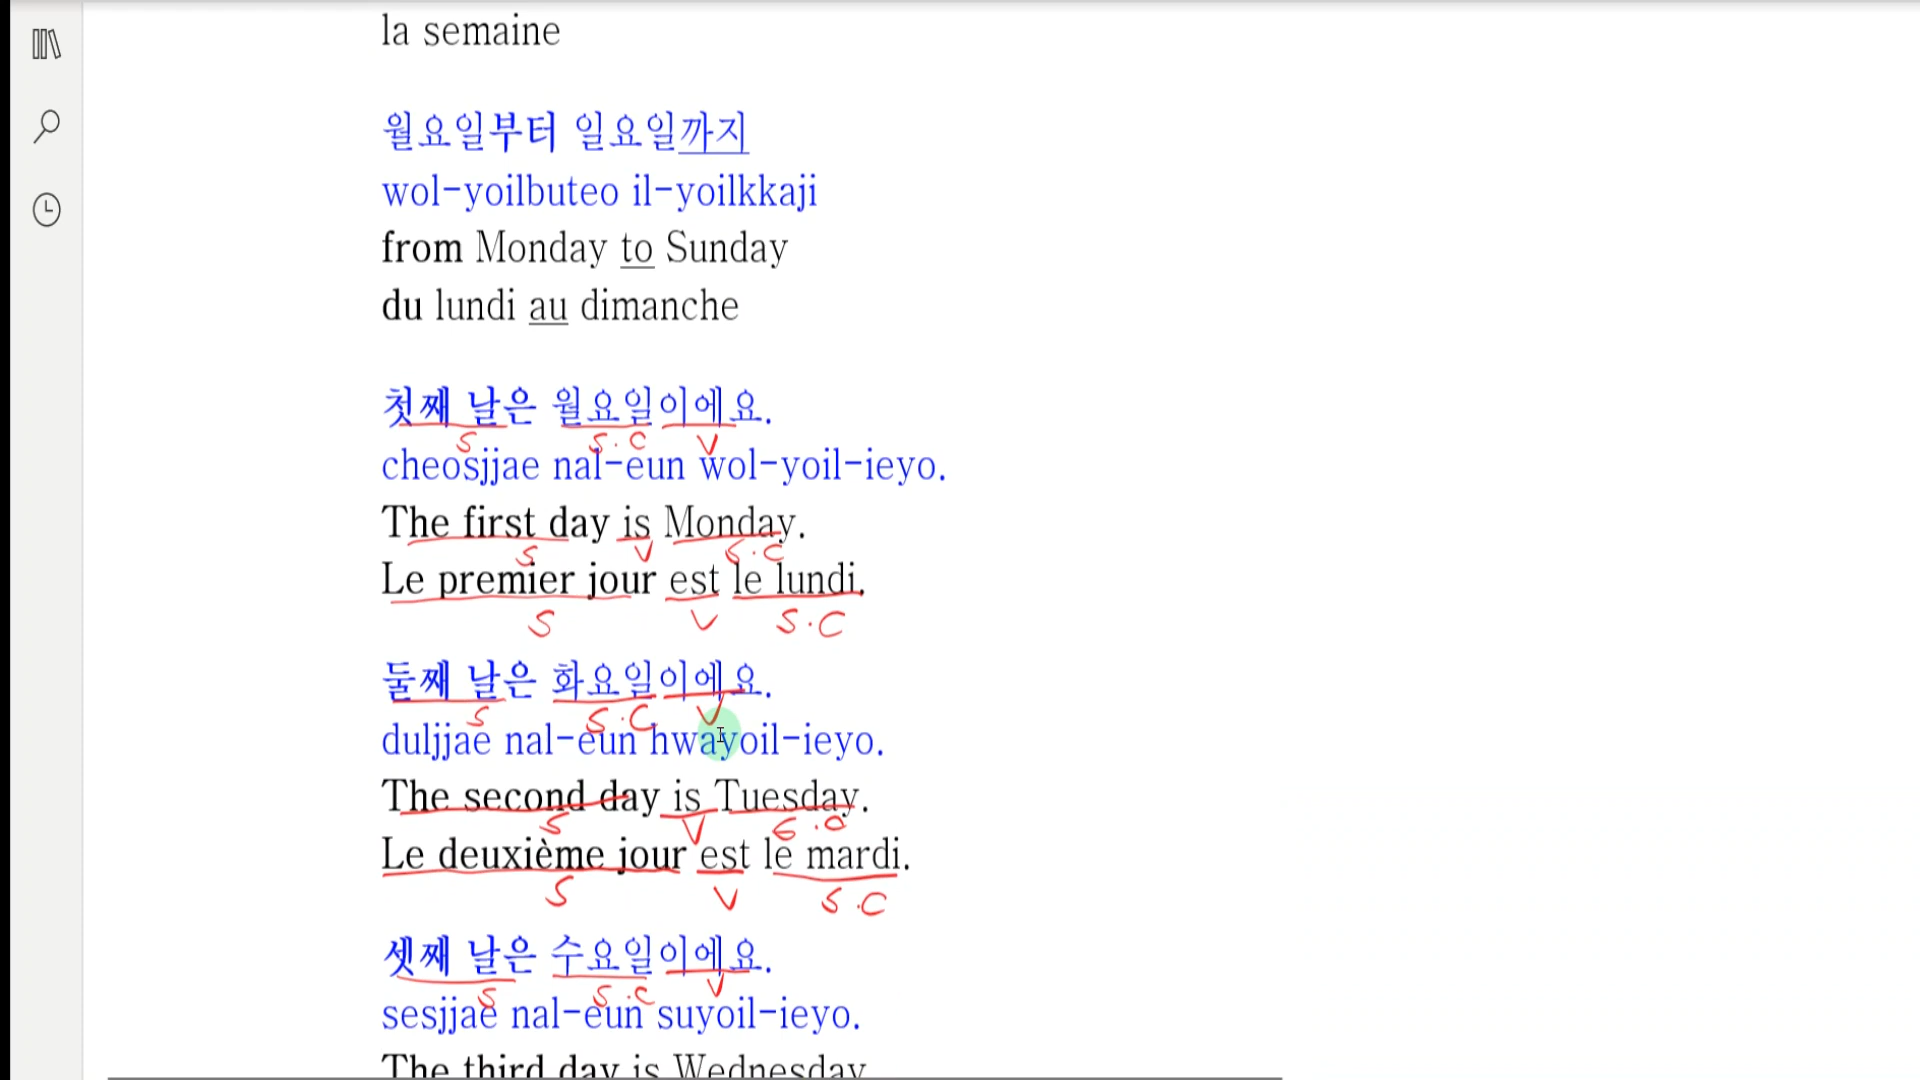 la semaine
월요일부터 일요일까지
wol-yoilbuteo il-yoilkkaji
from Monday to Sunday
du lundi au dimanche
첫째 날은 월요일이에요.
S S.C V
cheosjjae nal-eun wol-yoil-ieyo.
The first day is Monday.
S V S.C
Le premier jour est le lundi.
S V S.C
둘째 날은 화요일이에요.
S S.C V
duljjae nal-eun hwayoil-ieyo.
The second day is Tuesday.
S V
Le deuxième jour est le mardi.
S V S.C
셋째 날은 수요일이에요.
S S.C V
sesjjae nal-eun suyoil-ieyo.
The third day is Wednesday